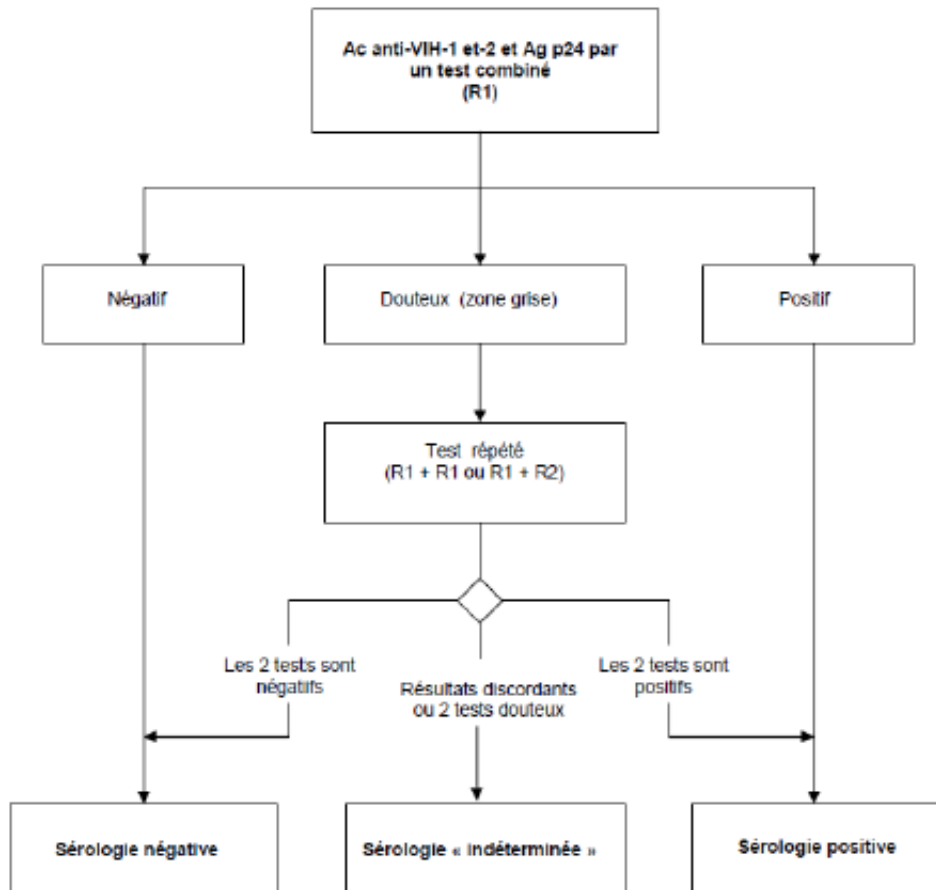 Ac anti-VIH-1 et-2 et Ag p24 par
un test combiné
(R1)
Négatif
Douteux (zone grise)
Positif
Test répété
(R1 + R1 ou R1 + R2)
Les 2 tests sont
négatifs
Résultats discordants
ou 2 tests douteux
Les 2 tests sont
positifs
Sérologie négative
Sérologie « indéterminée »
Sérologie positive